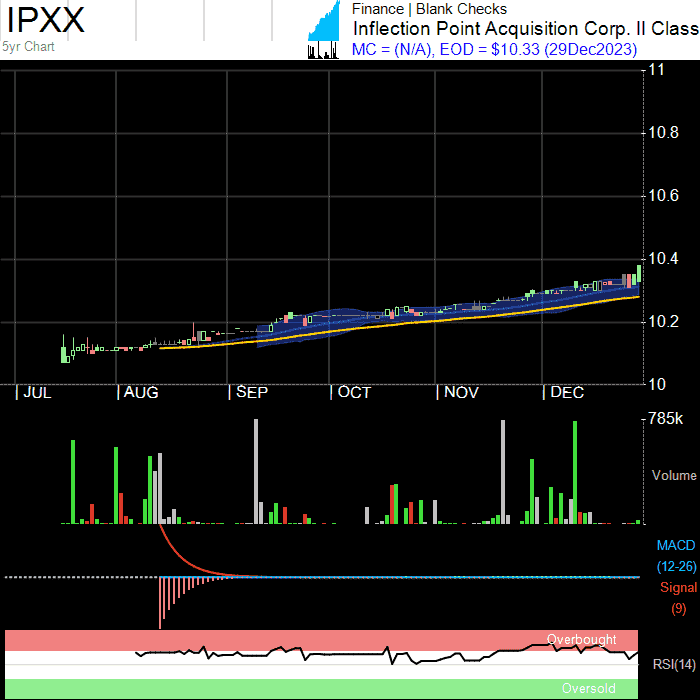 IPXX
5yr Chart
Finance | Blank Checks
Inflection Point Acquisition Corp. II Class
MC = (N/A), EOD = $10.33 (29Dec2023)
11
10.8
10.6
10.4
10.2
10
JUL AUG SEP OCT NOV DEC
785k
Volume
MACD
(12-26)
Signal
(9)
Overbought
RSI(14)
Oversold